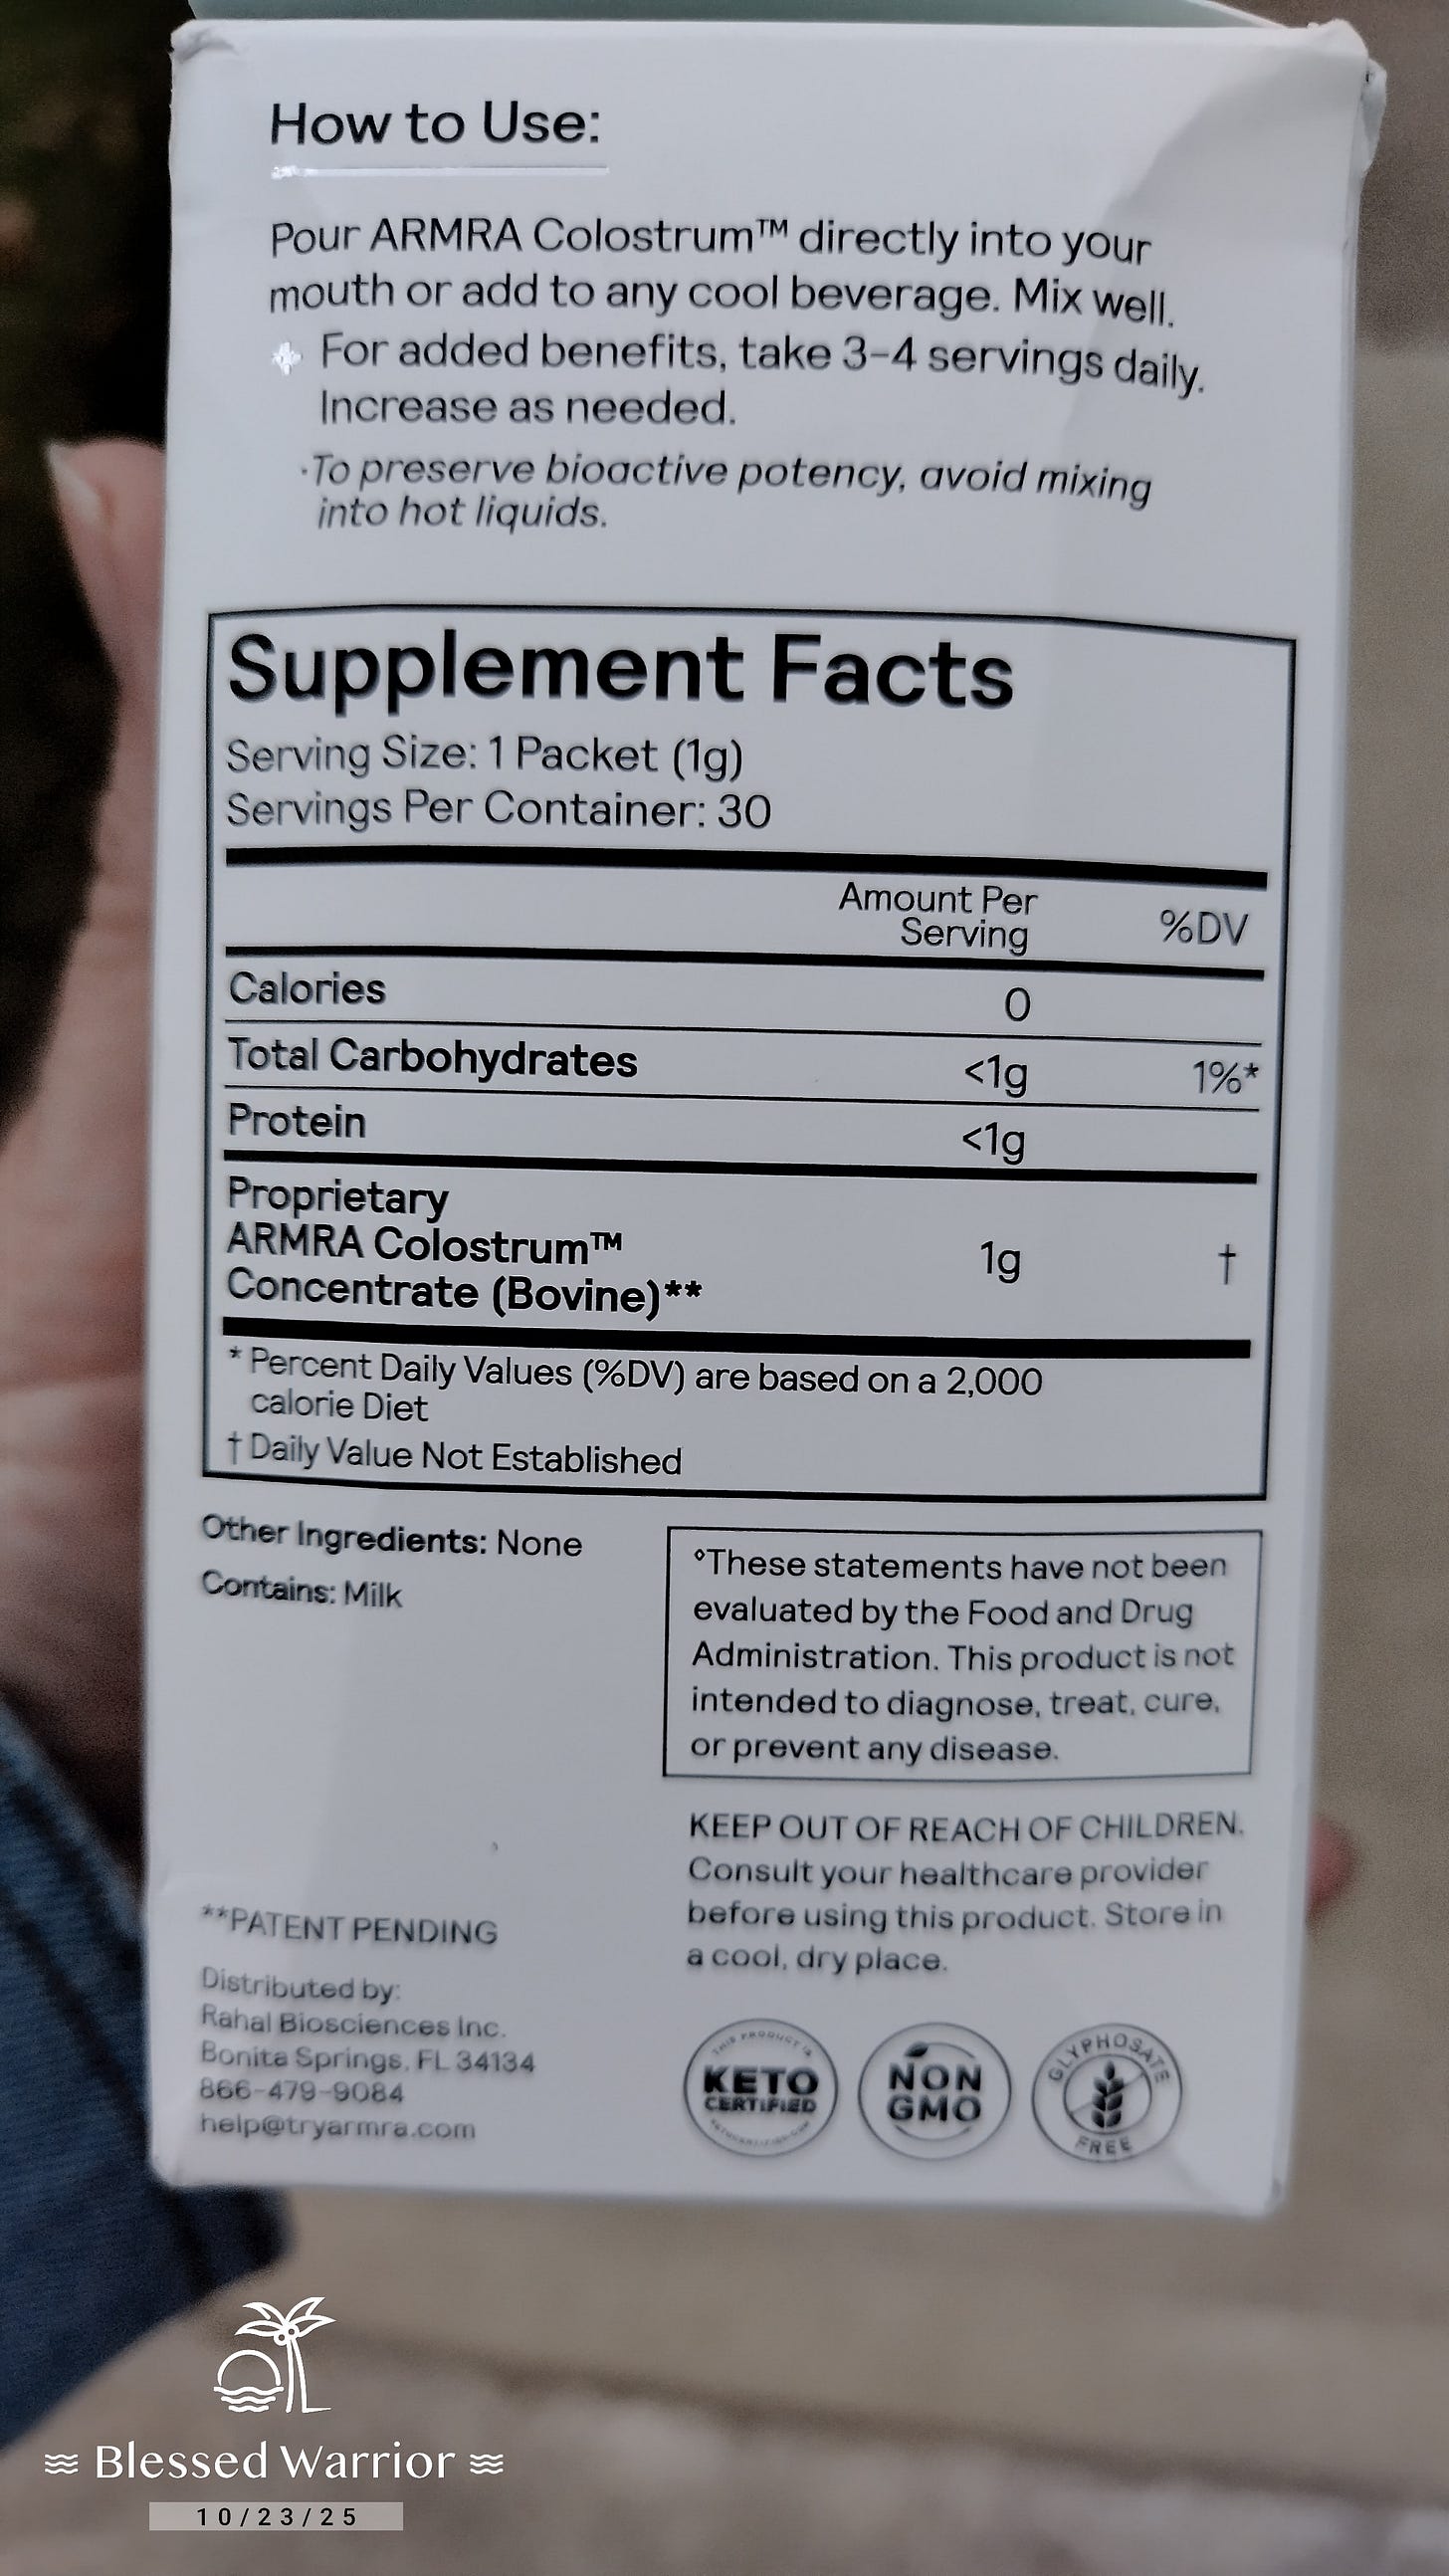 How to Use:
Pour ARMRA Colostrum™ directly into your
mouth or add to any cool beverage. Mix well.
For added benefits, take 3-4 servings daily.
Increase as needed.
·To preserve bioactive potency, avoid mixing
into hot liquids.
Supplement Facts
Serving Size: 1 Packet (1g)
Servings Per Container: 30
Amount Per
Serving
%DV
Calories 0
Total Carbohydrates <1g 1%*
Protein <1g
Proprietary
ARMRA Colostrum™
Concentrate (Bovine)** 1g †
* Percent Daily Values (%DV) are based on a 2,000
calorie Diet
† Daily Value Not Established
Other Ingredients: None
Contains: Milk
◊These statements have not been
evaluated by the Food and Drug
Administration. This product is not
intended to diagnose, treat, cure,
or prevent any disease.
KEEP OUT OF REACH OF CHILDREN.
Consult your healthcare provider
before using this product. Store in
a cool, dry place.
**PATENT PENDING
Distributed by:
Rahal Biosciences Inc.
Bonita Springs, FL 34134
866-479-9084
help@tryarmra.com
THIS PRODUCT IS
KETO
CERTIFIED
NON
GMO
GLYPHOSATE
FREE
Blessed Warrior
10/23/25